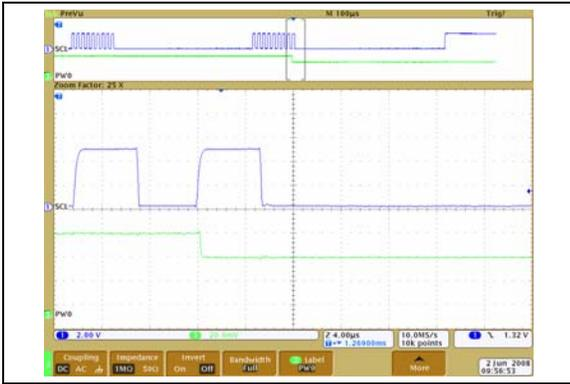 PreVu
M 100µs
Trig?
SCL
PW0
Zoom Factor: 25 X
SCL
PW0
1 2.00 V
20.0mV
Z 4.00µs
1.26900ms
10.0MS/s
10k points
1 1.32 V
Coupling
DC AC
Impedance
1MΩ 50Ω
Invert
On Off
Bandwidth
Full
Label
PW0
More
2 Jun 2008
09:56:53